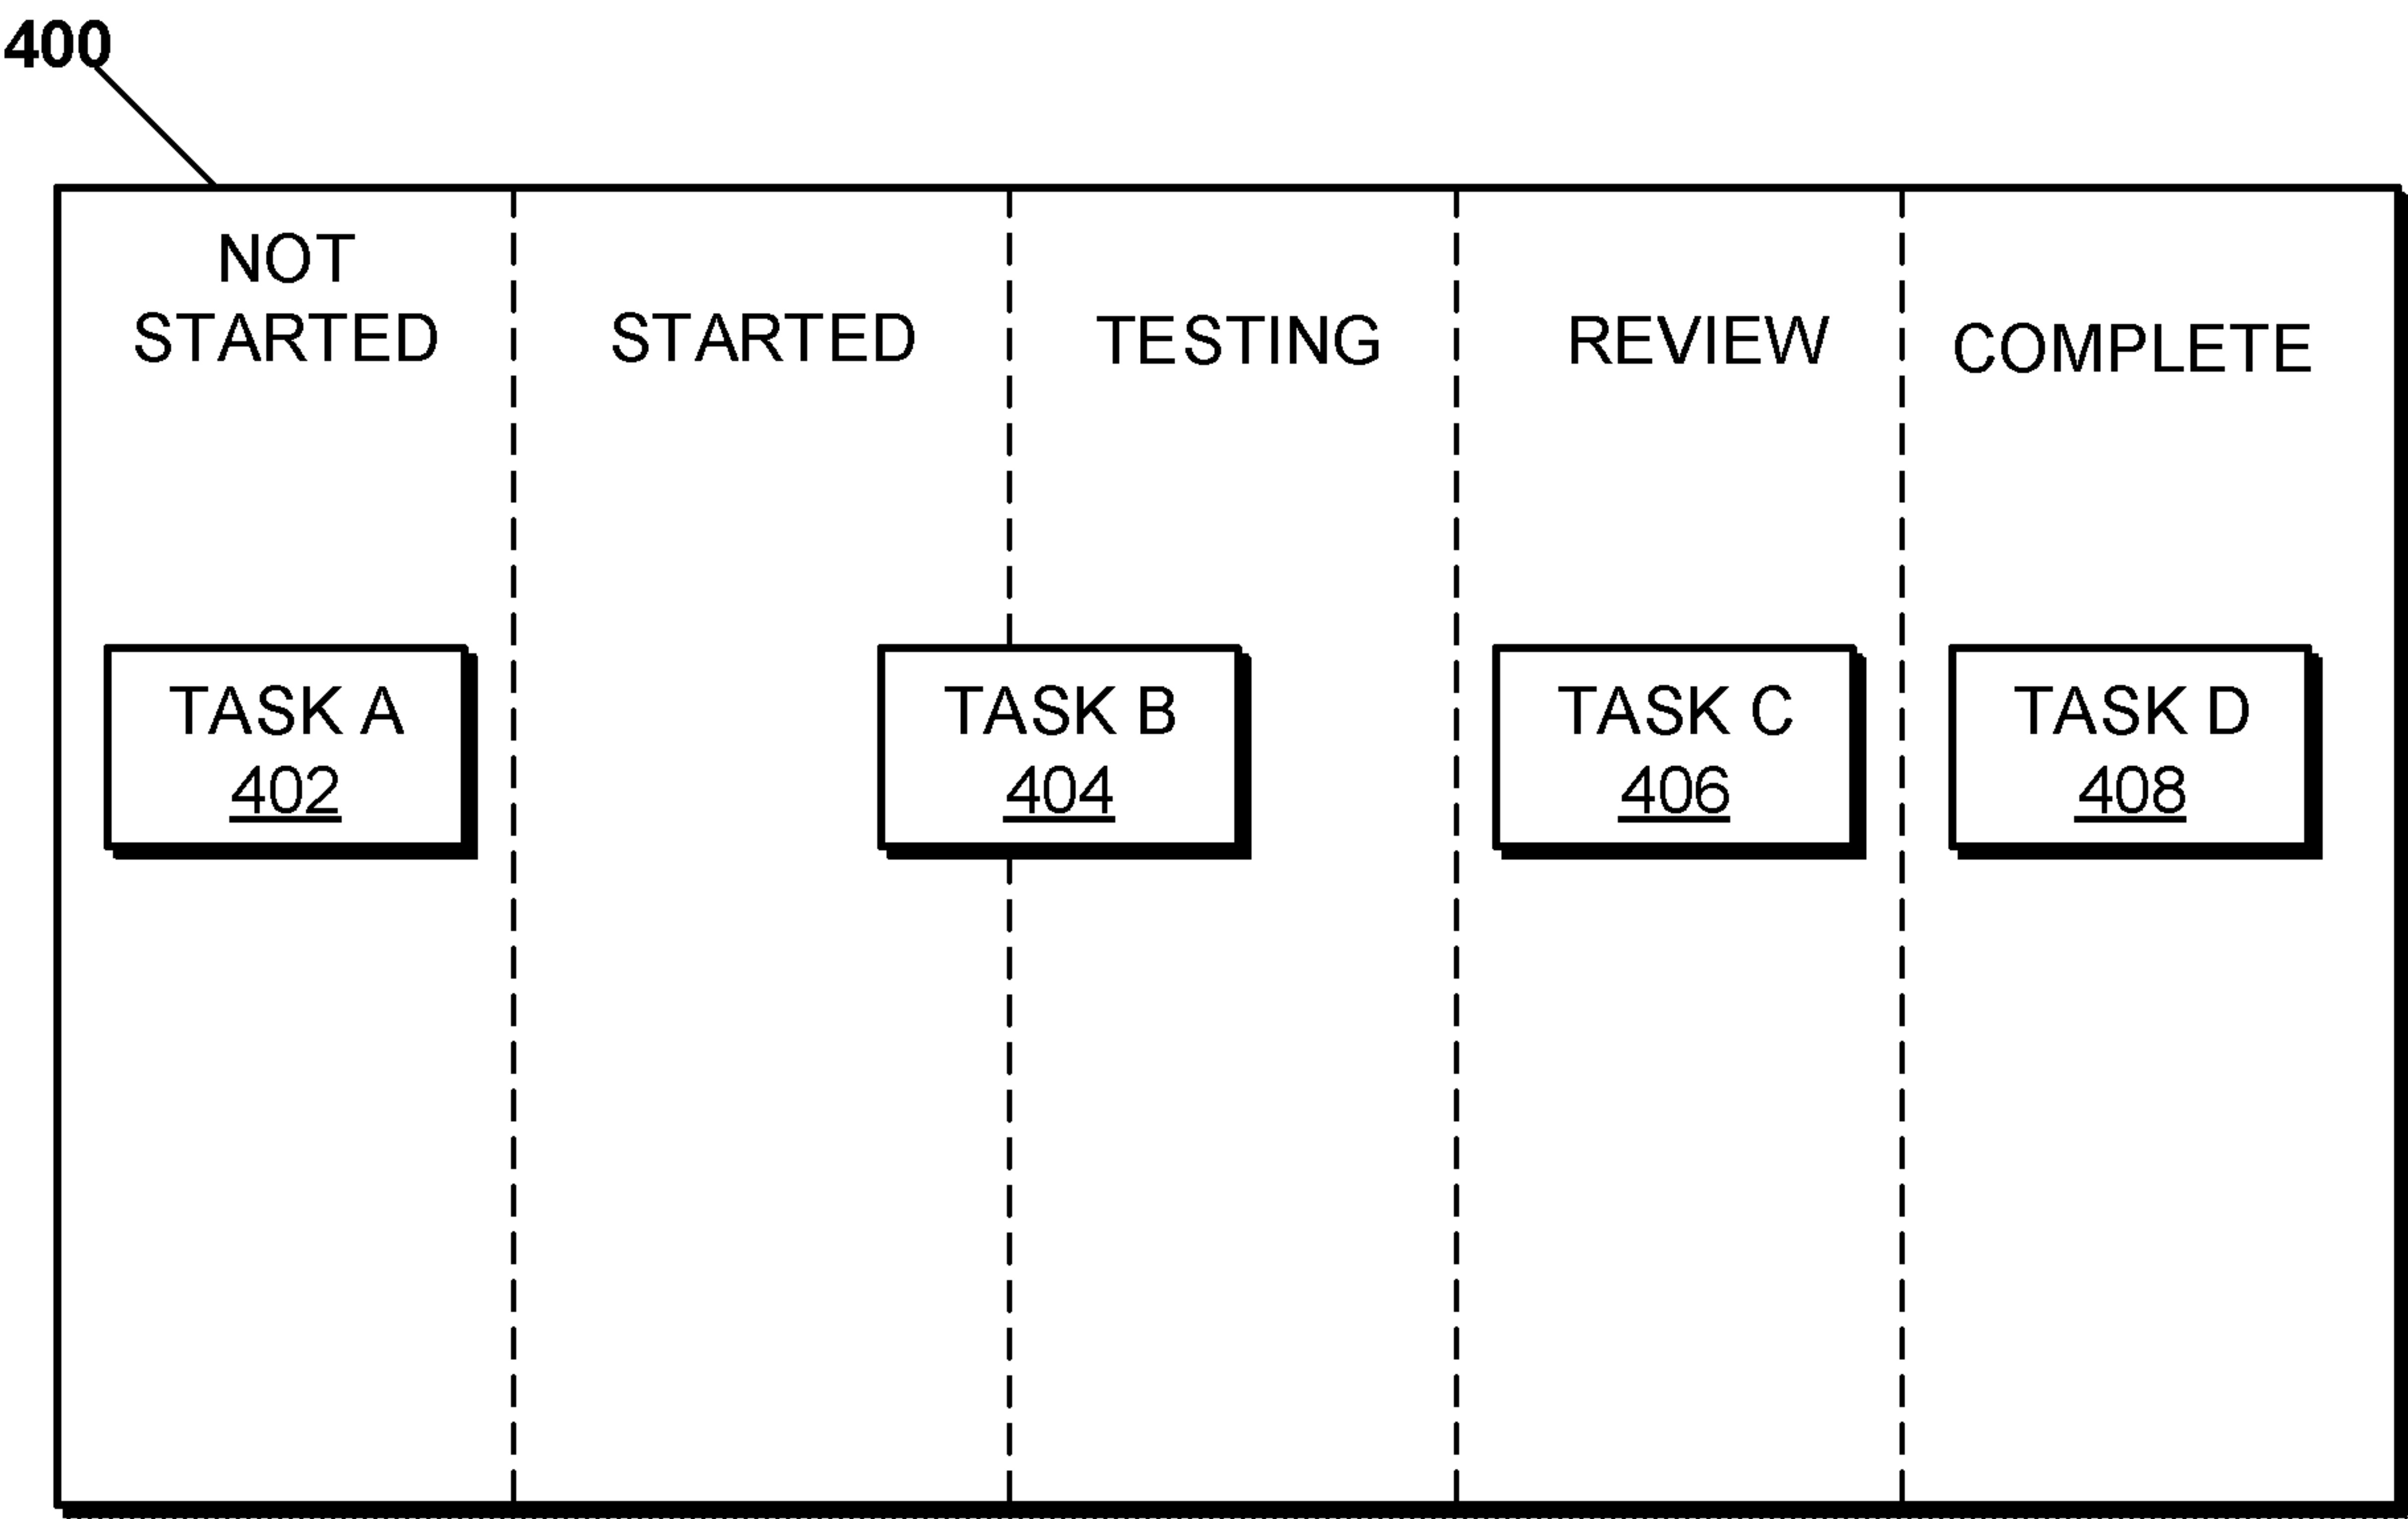 400
NOT
STARTED
STARTED
TESTING
REVIEW
COMPLETE
TASK A
402
TASK B
404
TASK C
406
TASK D
408